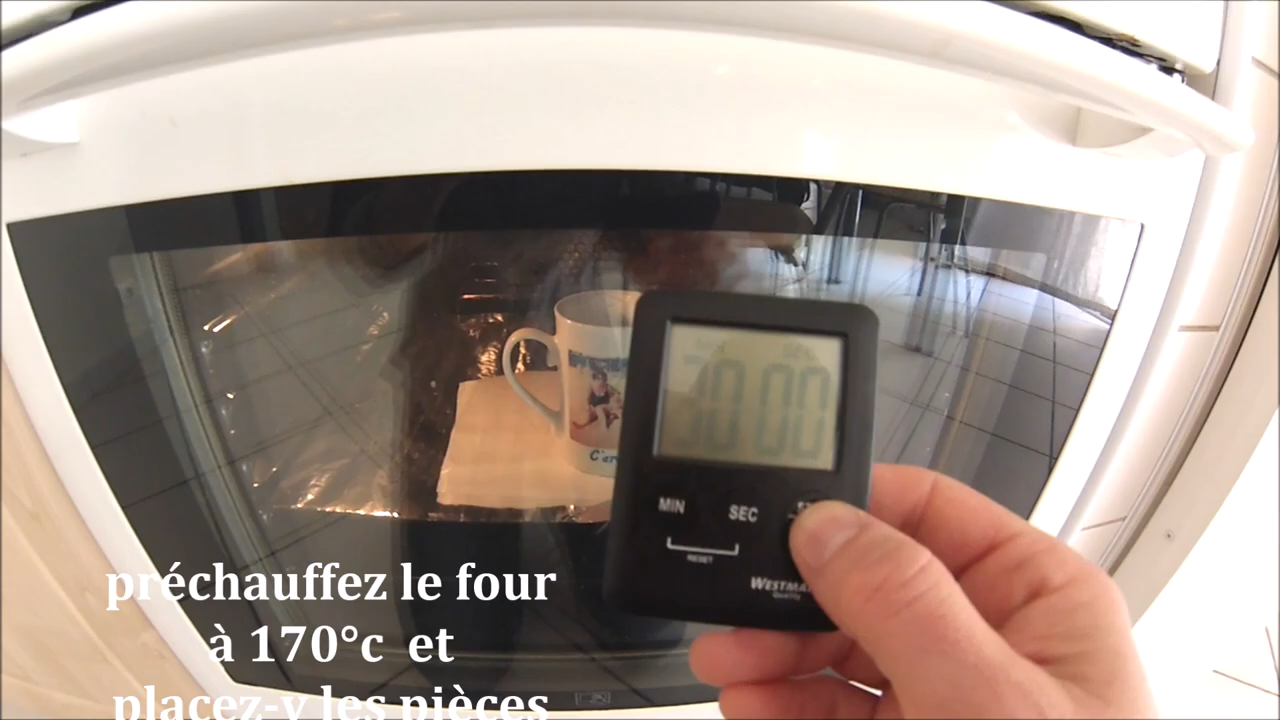 30:00
MIN
SEC
RESET
Quality
préchauffez le four
à 170°c et
placez-y les pièces